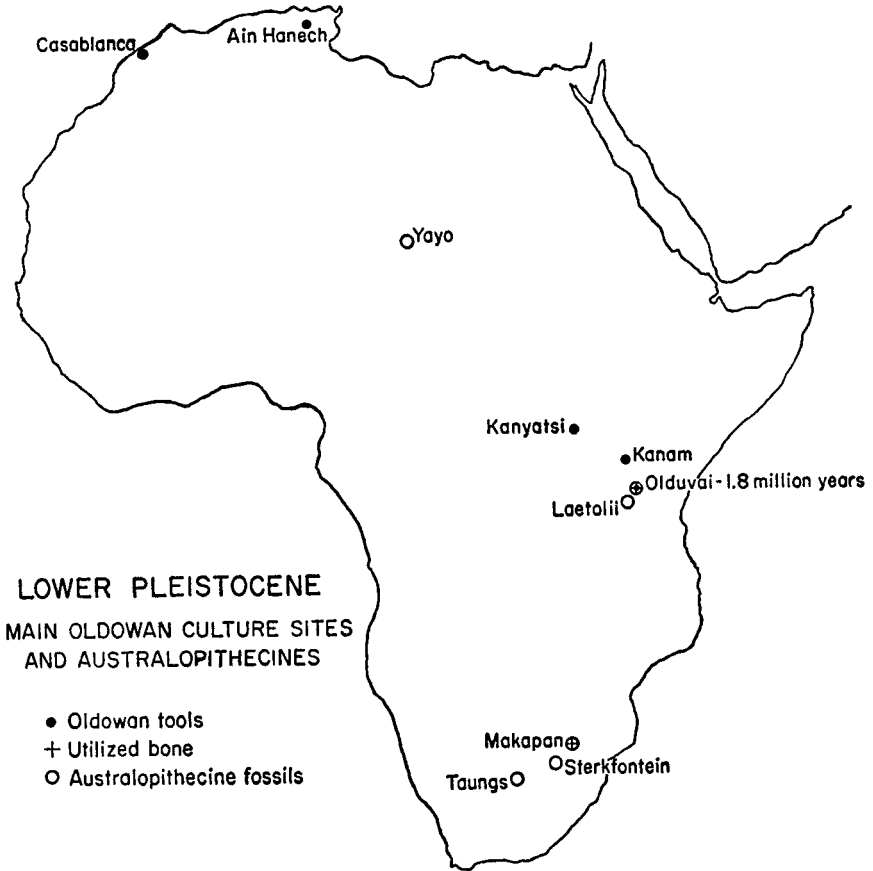 Casablanca
Ain Hanech
Yayo
Kanyatsi
Kanam
Olduvai-1.8 million years
Laetolii
LOWER PLEISTOCENE
MAIN OLDOWAN CULTURE SITES
AND AUSTRALOPITHECINES
Oldowan tools
Utilized bone
Australopithecine fossils
Makapan
Sterkfontein
Taungs